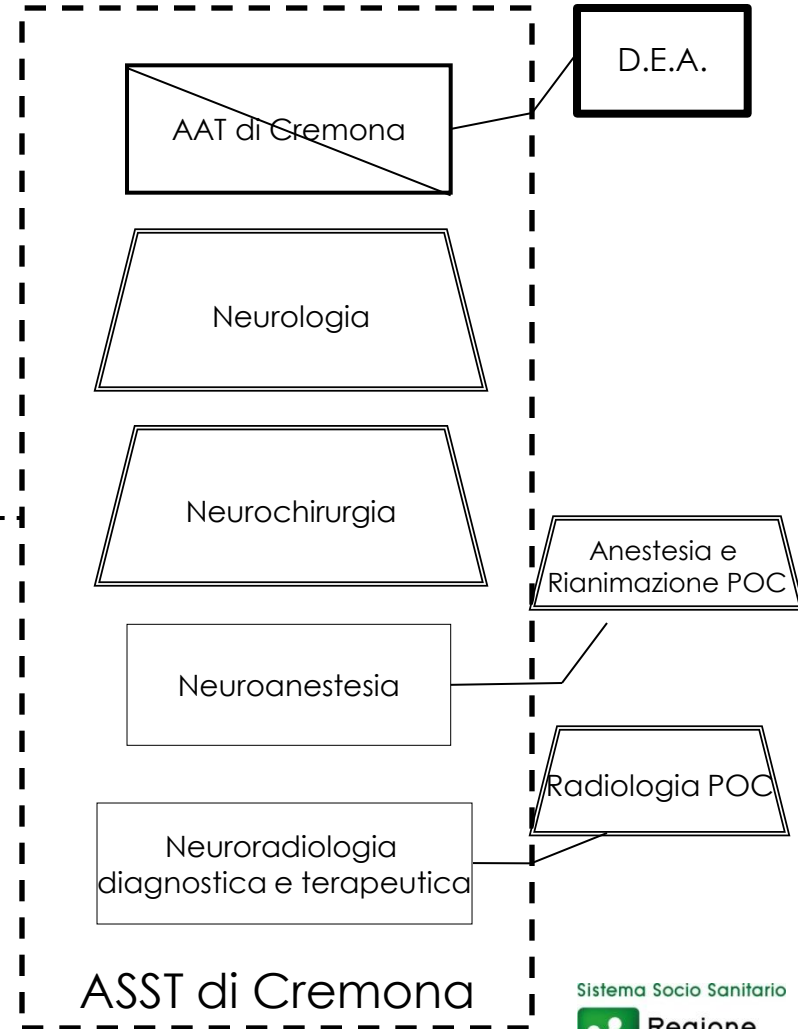 D.E.A.
AAT di Cremona
Neurologia
Neurochirurgia
Anestesia e
Rianimazione POC
Neuroanestesia
Radiologia POC
Neuroradiologia
diagnostica e terapeutica
ASST di Cremona
Sistema Socio Sanitario
Regione